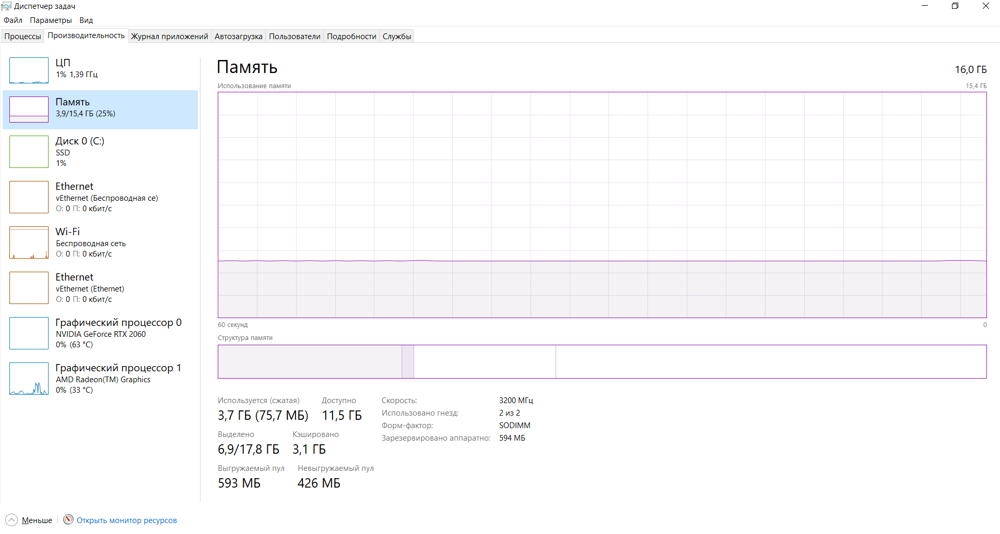 Диспетчер задач
Файл Параметры Вид
Процессы Производительность Журнал приложений Автозагрузка Пользователи Подробности Службы
ЦП
1% 1,39 ГГц
Память
3,9/15,4 ГБ (25%)
Диск 0 (C:)
SSD
1%
Ethernet
vEthernet (Беспроводная се)
О: 0 П: 0 кбит/с
Wi-Fi
Беспроводная сеть
О: 0 П: 0 кбит/с
Ethernet
vEthernet (Ethernet)
О: 0 П: 0 кбит/с
Графический процессор 0
NVIDIA GeForce RTX 2060
0% (63 °C)
Графический процессор 1
AMD Radeon(TM) Graphics
0% (33 °C)
Память 16,0 ГБ
Использование памяти 15,4 ГБ
60 секунд 0
Структура памяти
Используется (сжатая) Доступно
3,7 ГБ (75,7 МБ) 11,5 ГБ
Выделено Кэшировано
6,9/17,8 ГБ 3,1 ГБ
Выгружаемый пул Невыгружаемый пул
593 МБ 426 МБ
Скорость: 3200 МГц
Использовано гнезд: 2 из 2
Форм-фактор: SODIMM
Зарезервировано аппаратно: 594 МБ
Меньше Открыть монитор ресурсов